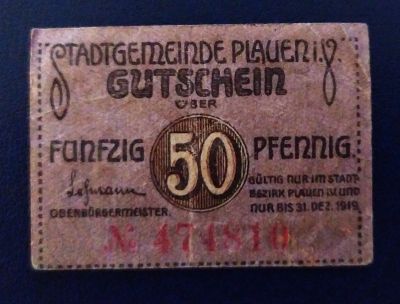 STADTGEMEINDE PLAUEN i.V.
GUTSCHEIN
ÜBER
FÜNFZIG 50 PFENNIG.
Lehmann
OBERBÜRGERMEISTER.
GÜLTIG NUR IM STADT-
BEZIRK PLAUEN i.V. UND
NUR BIS 31. DEZ. 1919
№ 474810